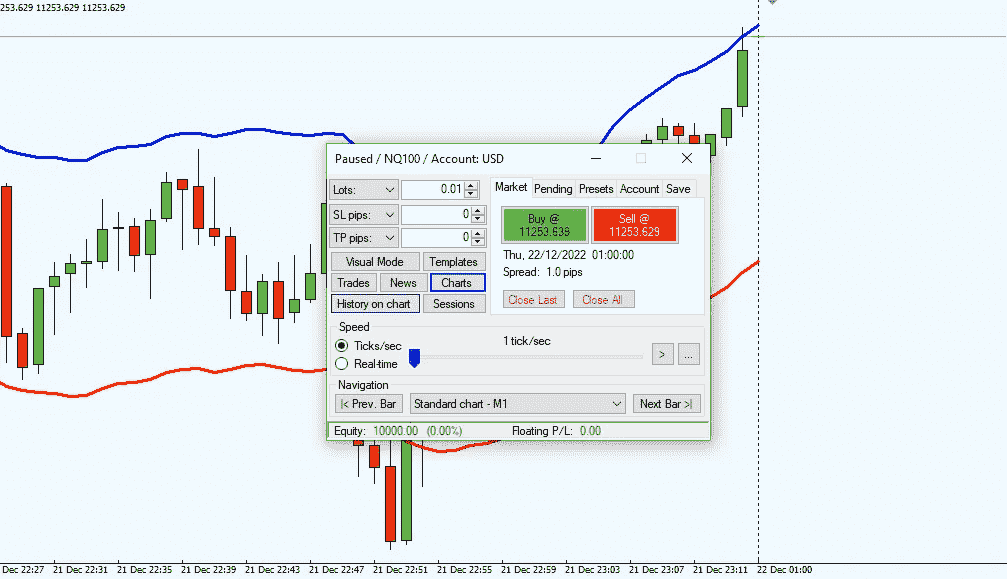 253.629 11253.629 11253.629
Paused / NQ100 / Account: USD
Lots: 0.01
SL pips: 0
TP pips: 0
Visual Mode Templates
Trades News Charts
History on chart Sessions
Market Pending Presets Account Save
Buy @
11253.939
Sell @
11253.629
Thu, 22/12/2022 01:00:00
Spread: 1.0 pips
Close Last Close All
Speed
Ticks/sec
Real-time
1 tick/sec
> ...
Navigation
|< Prev. Bar Standard chart - M1 Next Bar >|
Equity: 10000.00 (0.00%) Floating P/L: 0.00
Dec 22:27 21 Dec 22:31 21 Dec 22:35 21 Dec 22:39 21 Dec 22:43 21 Dec 22:47 21 Dec 22:51 21 Dec 22:55 21 Dec 22:59 21 Dec 23:03 21 Dec 23:07 21 Dec 23:11 22 Dec 01:00